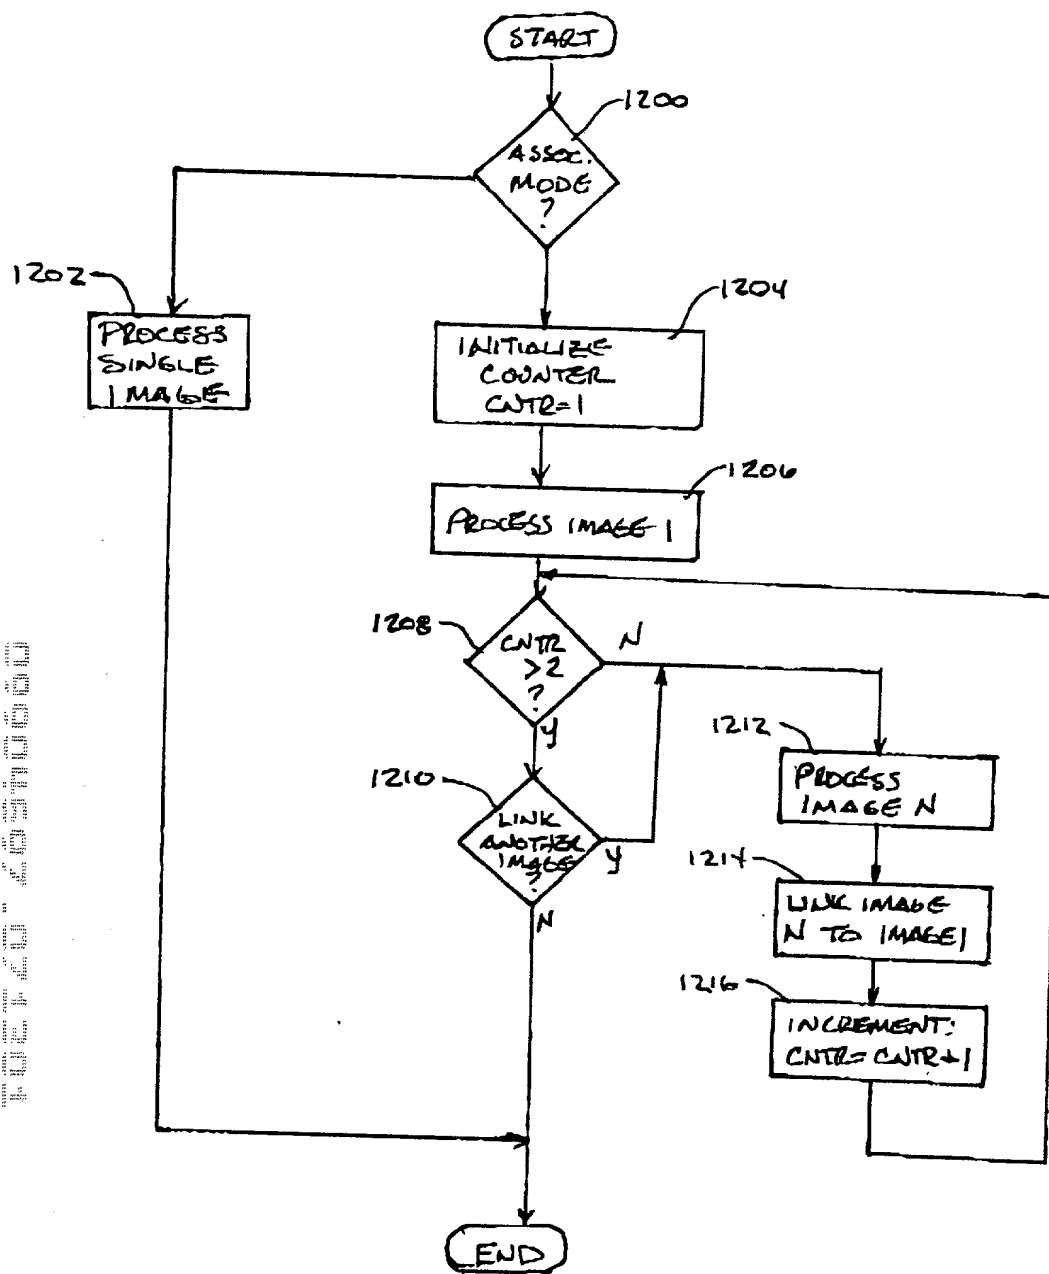 START
1200
ASSOC.
MODE
?
1202
PROCESS
SINGLE
IMAGE
1204
INITIALIZE
COUNTER
CNTR=1
1206
PROCESS IMAGE 1
1208
CNTR
>2
?
N
Y
1210
LINK
ANOTHER
IMAGE
?
Y
N
1212
PROCESS
IMAGE N
1214
LINK IMAGE
N TO IMAGE 1
1216
INCREMENT:
CNTR=CNTR+1
END